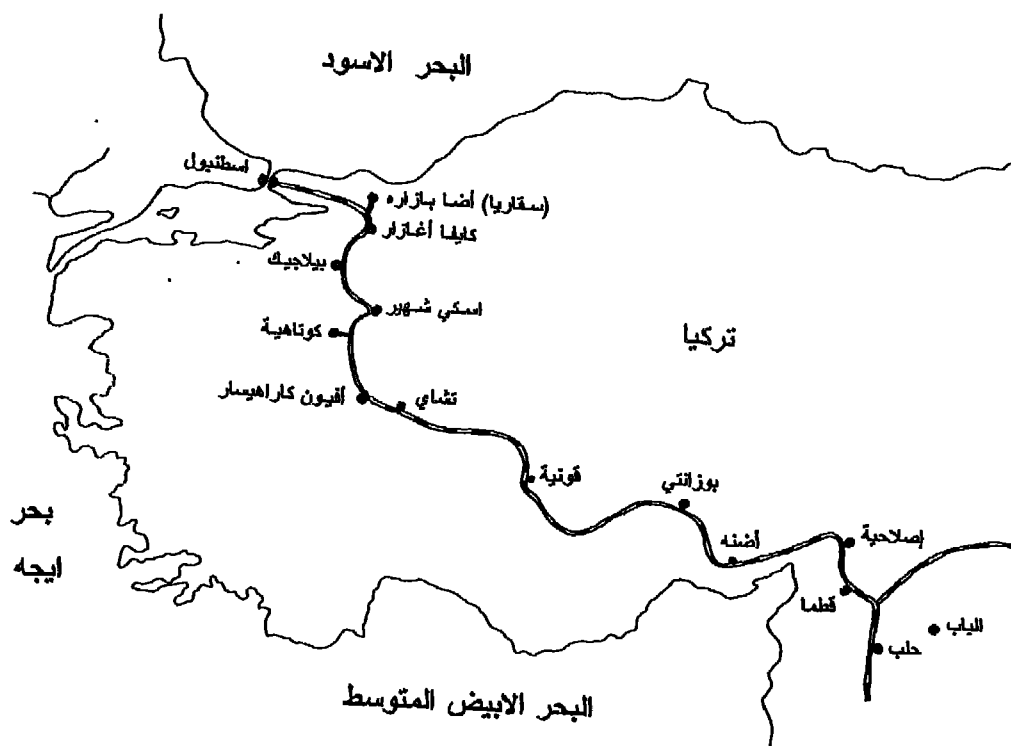 البحر الاسود
اسطنبول
(سقاريا) أضا بازاره
كايفا أغازار
بيلاجيك
اسكي شهير
كوتاهية
تركيا
أفيون كاراهيسار
تشاي
قونية
بوزانتي
بحر
ايجه
أضنه
إصلاحية
قطما
الباب
حلب
البحر الابيض المتوسط